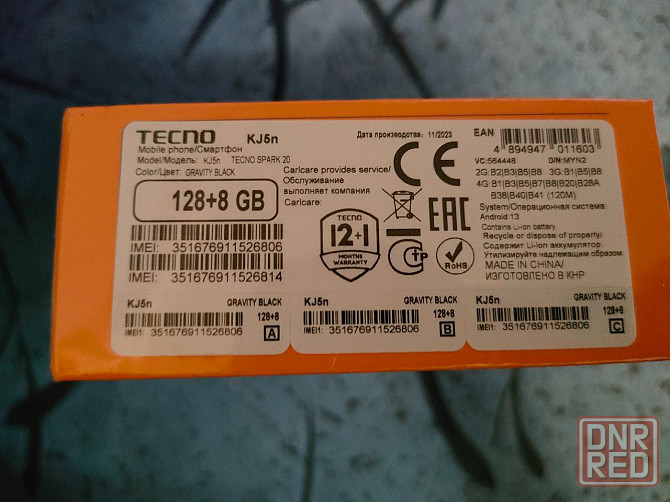 TECNO KJ5n
Mobile phone/Смартфон
Model/Модель: KJ5n TECNO SPARK 20
Color/Цвет: GRAVITY BLACK
128+8 GB
IMEI: 351676911526806
IMEI: 351676911526814
Дата производства: 11/2023
Carlcare provides service/
Обслуживание
выполняет компания
Carlcare:
TECNO
12+1
MONTHS
WARRANTY
CE
EAC
RoHS
EAN
4 894947 011603
VC:564448 D/N:MYN2
2G:B2|B3|B5|B8 3G:B1|B5|B8
4G:B1|B3|B5|B7|B8|B20|B28A
B38|B40|B41 (120M)
System/Операционная система:
Android 13
Contains Li-ion battery.
Recycle or dispose of properly/
Содержит Li-ion аккумулятор.
Утилизируйте надлежащим образом
MADE IN CHINA/
ИЗГОТОВЛЕНО В КНР
KJ5n GRAVITY BLACK
128+8
IMEI1: 351676911526806 A
KJ5n GRAVITY BLACK
128+8
IMEI1: 351676911526806 B
KJ5n GRAVITY BLACK
128+8
IMEI1: 351676911526806 C
DNR
RED